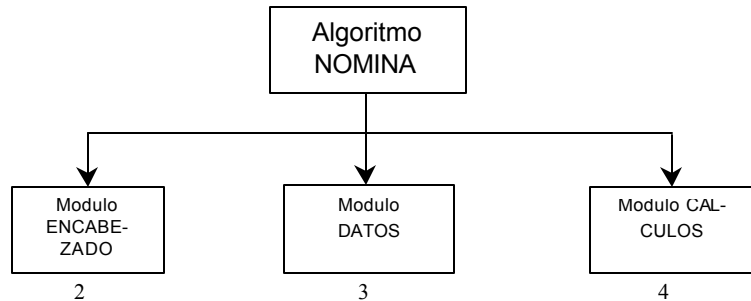 Algoritmo
NOMINA
Modulo
ENCABE-
ZADO
Modulo
DATOS
Modulo CAL-
CULOS
2
3
4